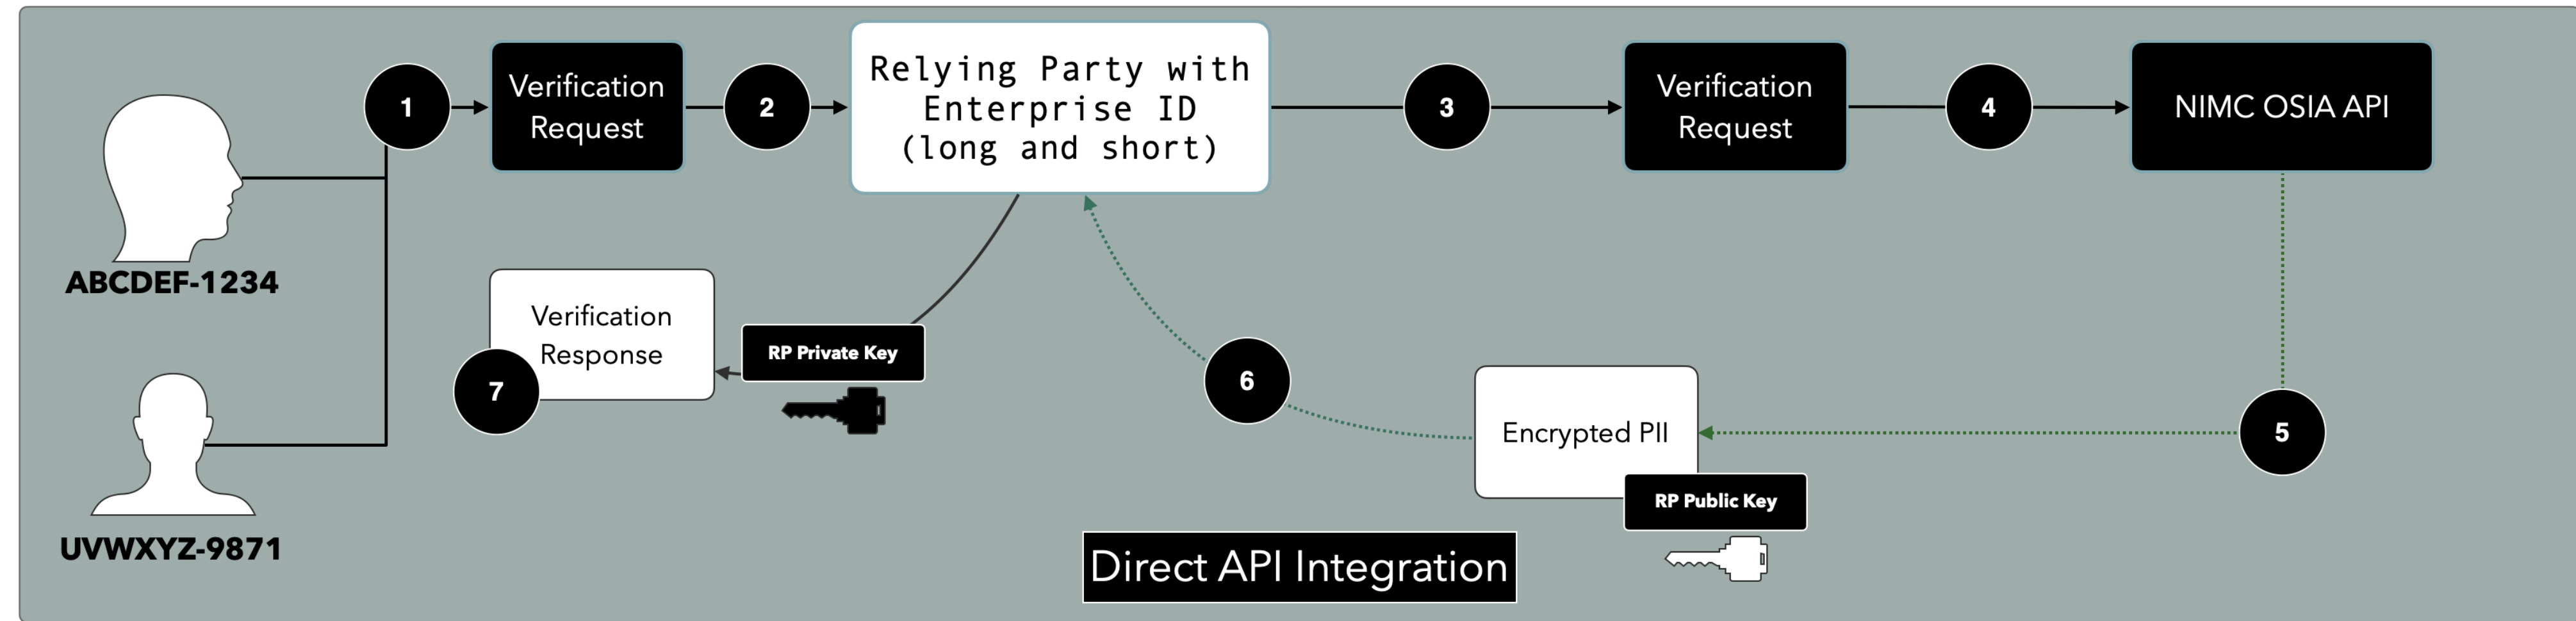 1
Verification
Request
2
Relying Party with
Enterprise ID
(long and short)
3
Verification
Request
4
NIMC OSIA API
ABCDEF-1234
Verification
Response
7
RP Private Key
6
Encrypted PII
5
RP Public Key
UVWXYZ-9871
Direct API Integration